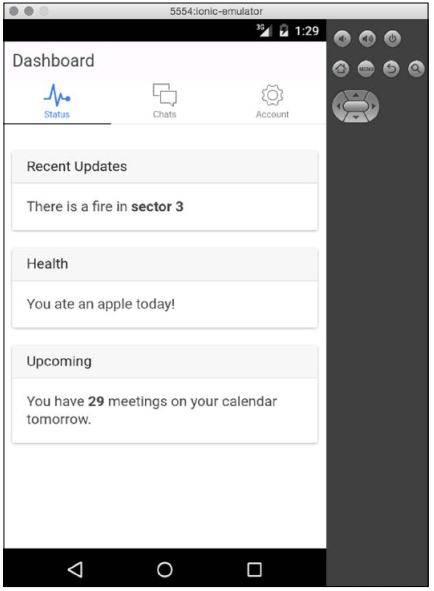 5554:ionic-emulator
3G 1:29
Dashboard
Status Chats Account
Recent Updates
There is a fire in sector 3
Health
You ate an apple today!
Upcoming
You have 29 meetings on your calendar
tomorrow.
MENU